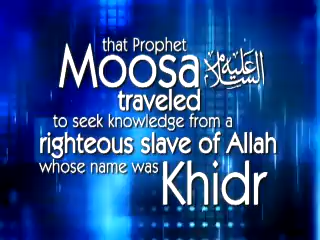 that Prophet
Moosa عليه السلام
traveled
to seek knowledge from a
righteous slave of Allah
whose name was
Khidr